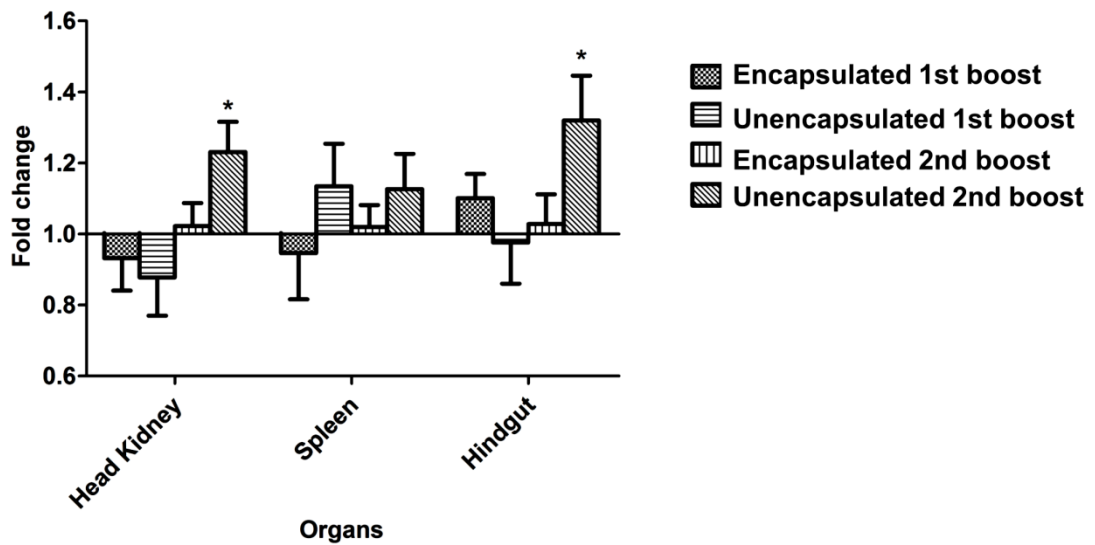 1.6
1.4
1.2
1.0
0.8
0.6
Fold change
*
*
Head Kidney
Spleen
Hindgut
Organs
Encapsulated 1st boost
Unencapsulated 1st boost
Encapsulated 2nd boost
Unencapsulated 2nd boost